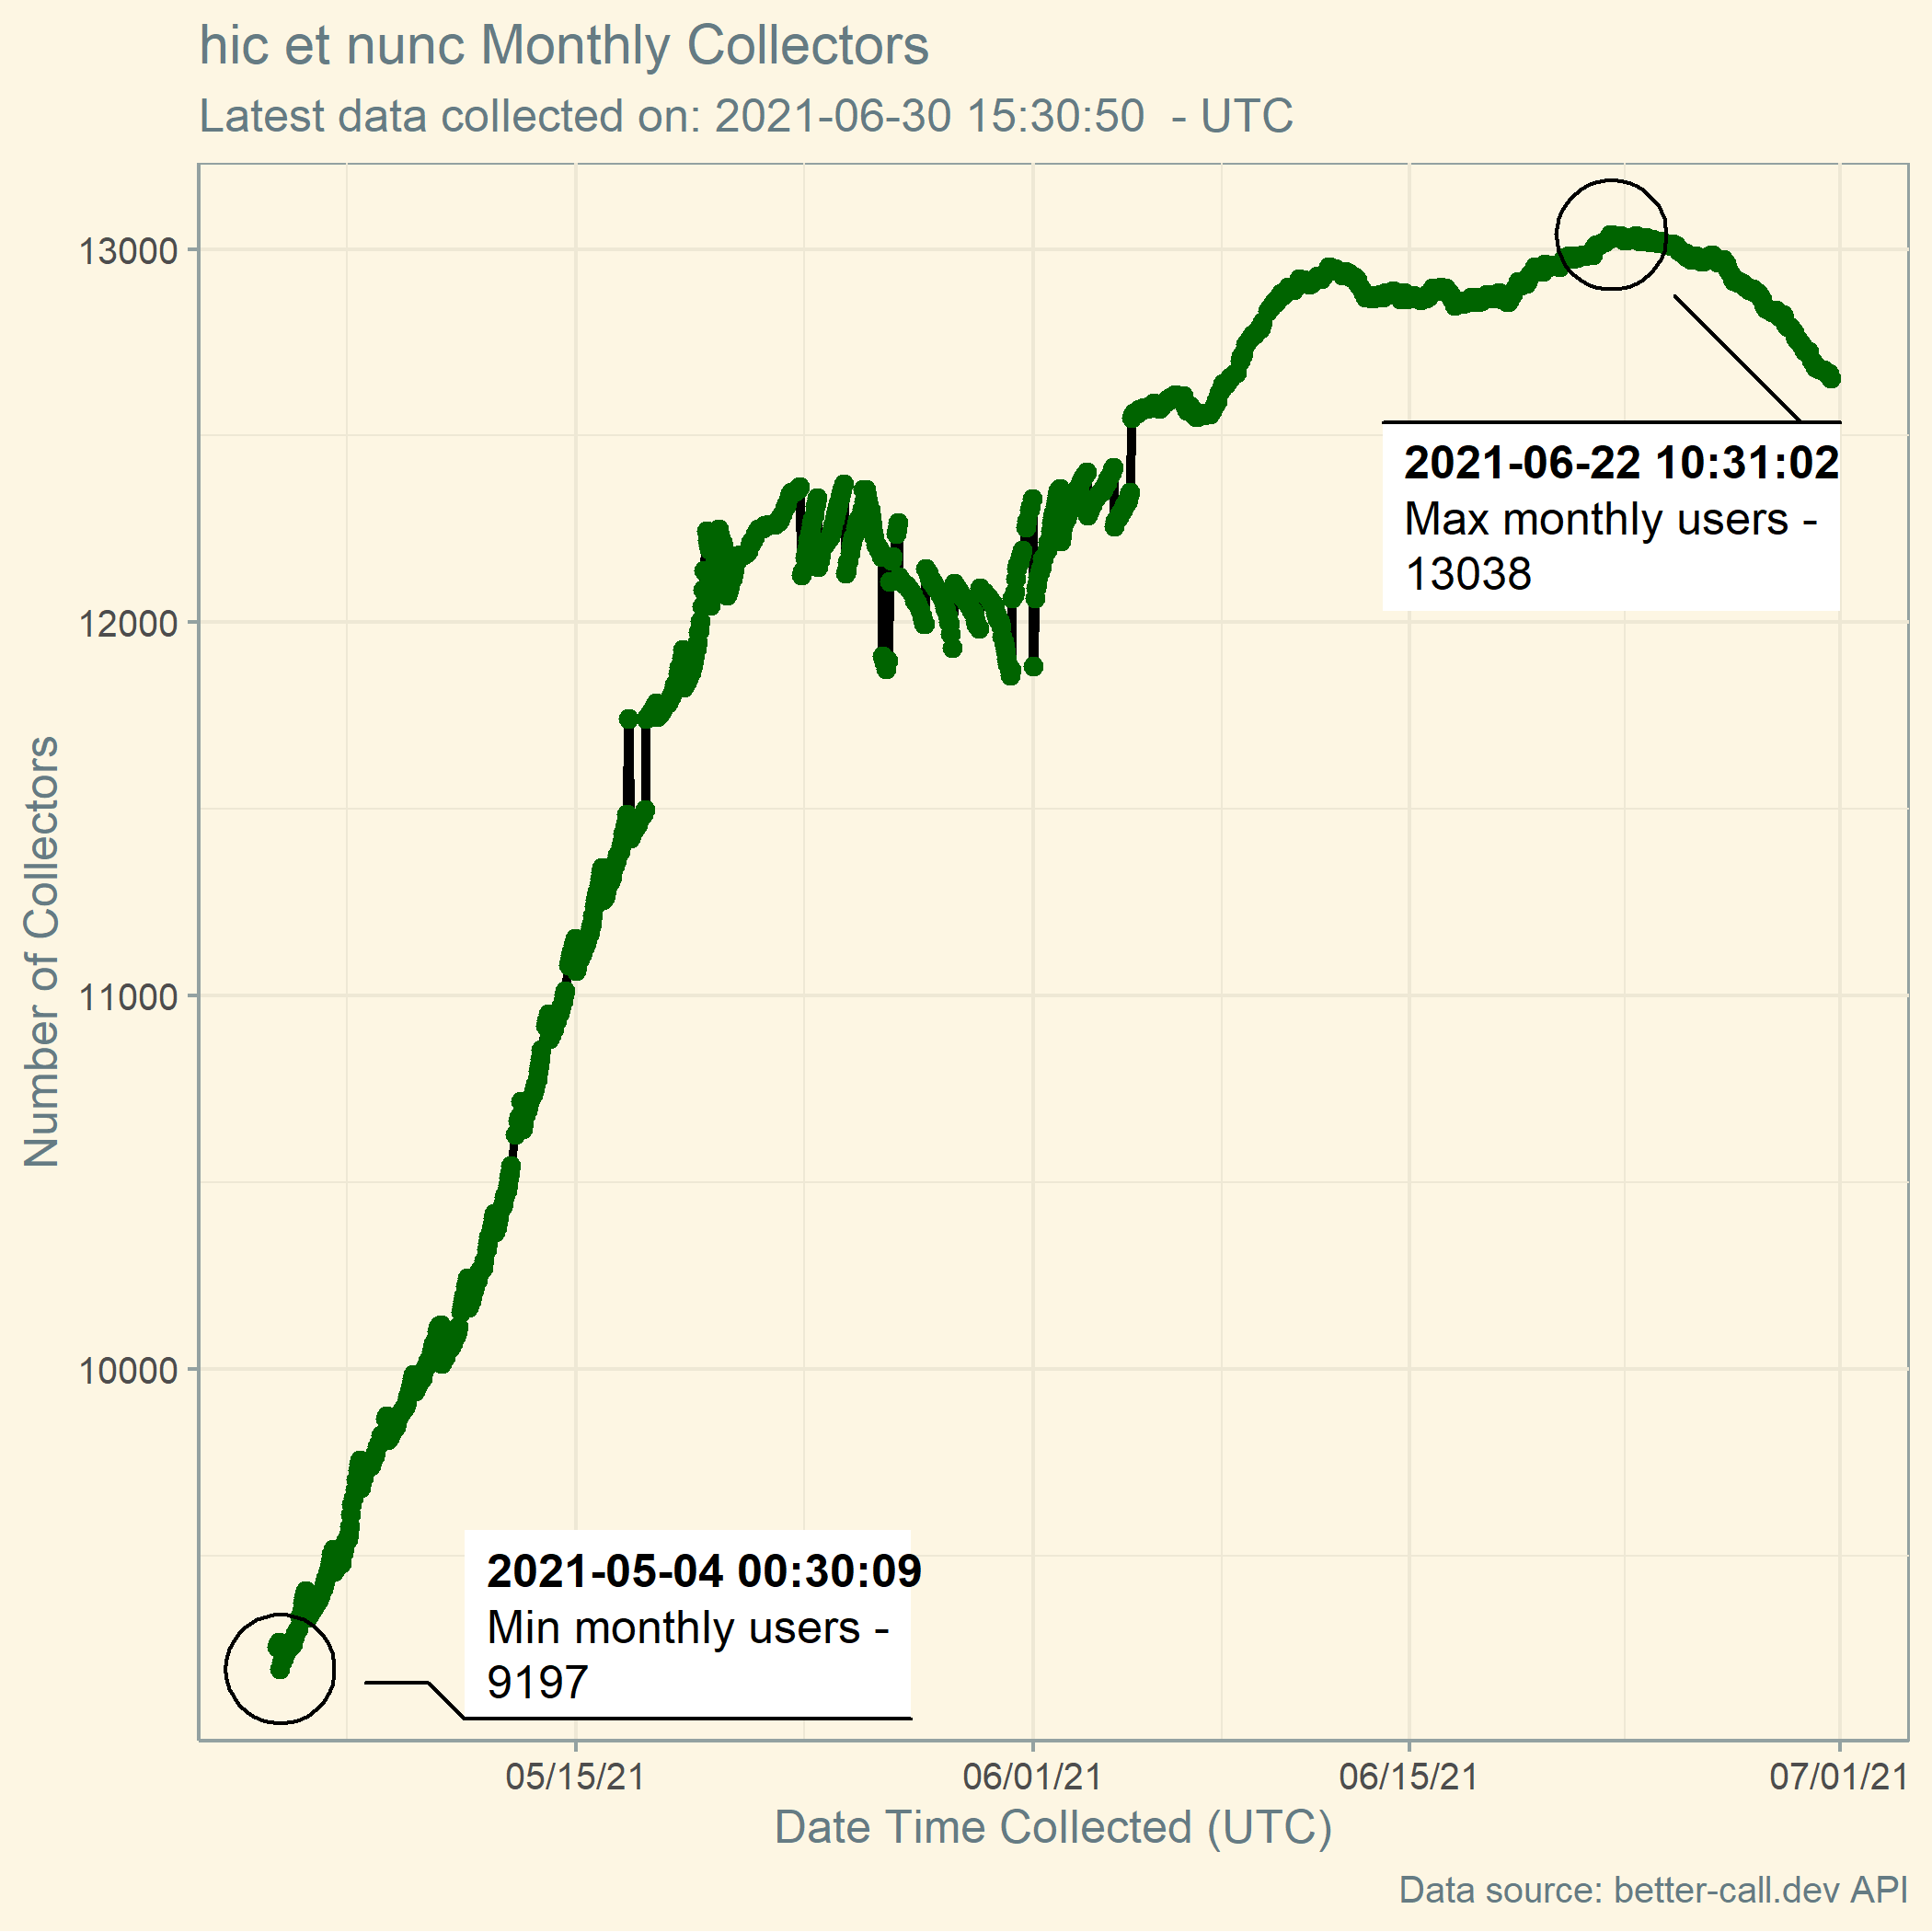 hic et nunc Monthly Collectors
Latest data collected on: 2021-06-30 15:30:50  - UTC
Number of Collectors
13000
12000
11000
10000
2021-06-22 10:31:02
Max monthly users -
13038
2021-05-04 00:30:09
Min monthly users -
9197
05/15/21
06/01/21
06/15/21
07/01/21
Date Time Collected (UTC)
Data source: better-call.dev API